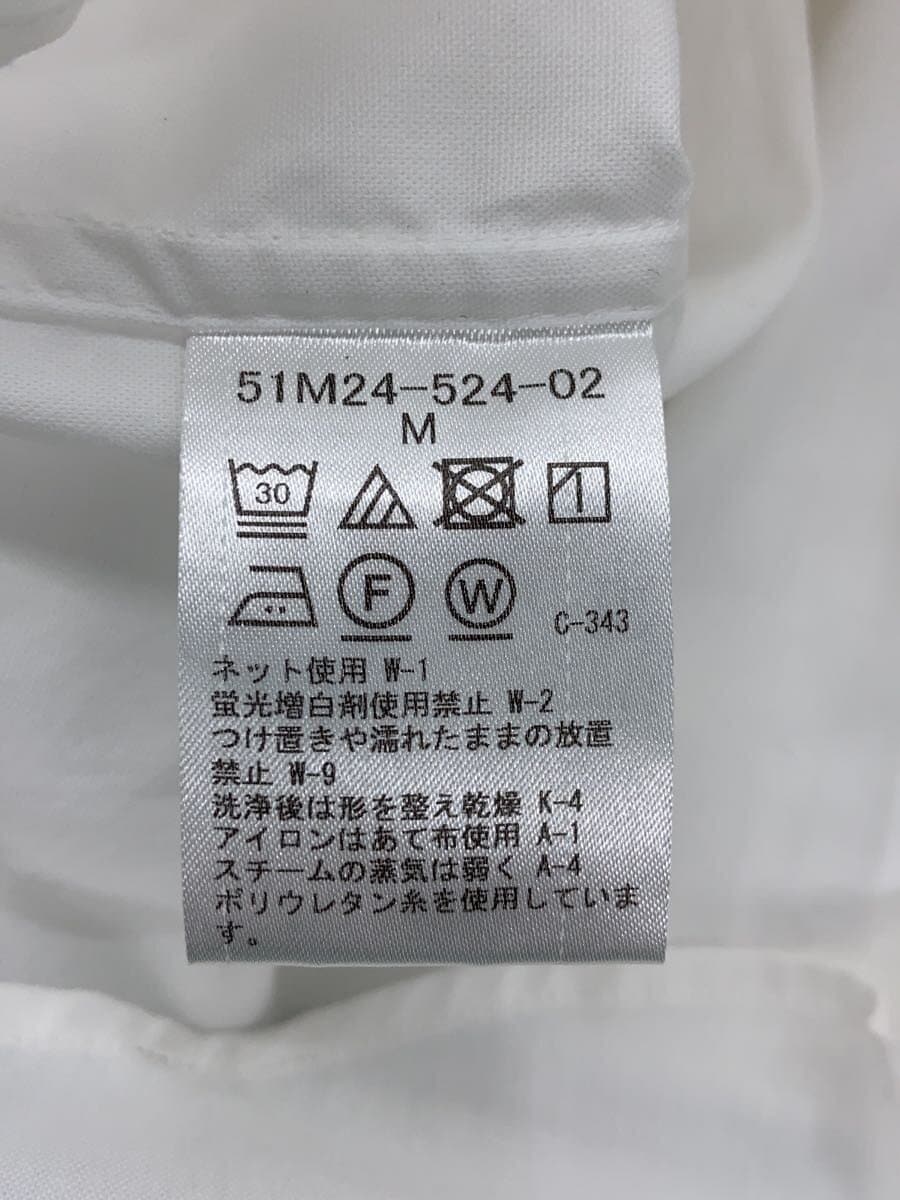 51M24-524-02
M
30
F W C-343
ネット使用 W-1
蛍光増白剤使用禁止 W-2
つけ置きや濡れたままの放置
禁止 W-9
洗浄後は形を整え乾燥 K-4
アイロンはあて布使用 A-1
スチームの蒸気は弱く A-4
ポリウレタン糸を使用していま
す。